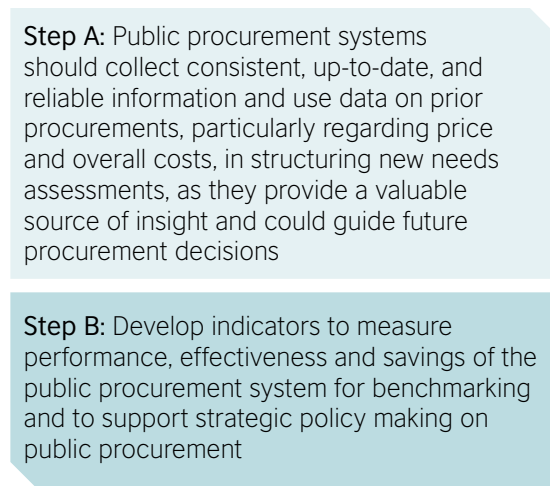 Step A: Public procurement systems
should collect consistent, up-to-date, and
reliable information and use data on prior
procurements, particularly regarding price
and overall costs, in structuring new needs
assessments, as they provide a valuable
source of insight and could guide future
procurement decisions
Step B: Develop indicators to measure
performance, effectiveness and savings of the
public procurement system for benchmarking
and to support strategic policy making on
public procurement